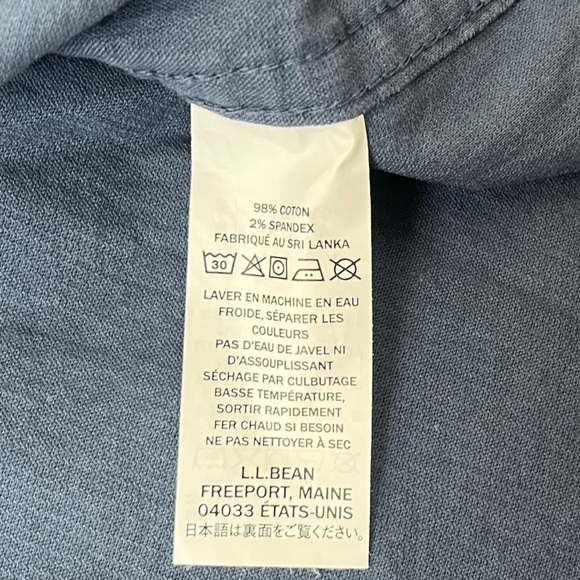 98% COTON
2% SPANDEX
FABRIQUÉ AU SRI LANKA
30
LAVER EN MACHINE EN EAU
FROIDE, SÉPARER LES
COULEURS
PAS D'EAU DE JAVEL NI
D'ASSOUPLISSANT
SÉCHAGE PAR CULBUTAGE
BASSE TEMPÉRATURE,
SORTIR RAPIDEMENT
FER CHAUD SI BESOIN
NE PAS NETTOYER À SEC
L.L.BEAN
FREEPORT, MAINE
04033 ÉTATS-UNIS
日本語は裏面をご覧ください。